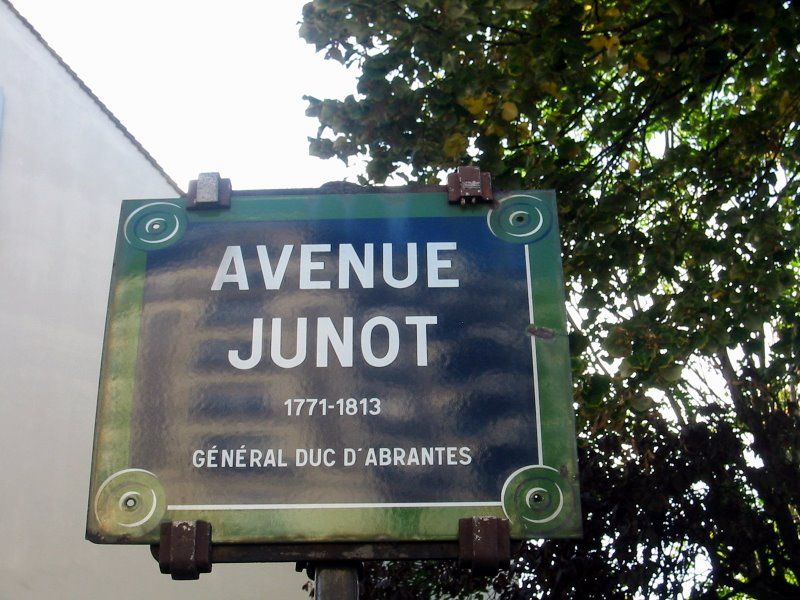 AVENUE
JUNOT
1771-1813
GÉNÉRAL DUC D'ABRANTES